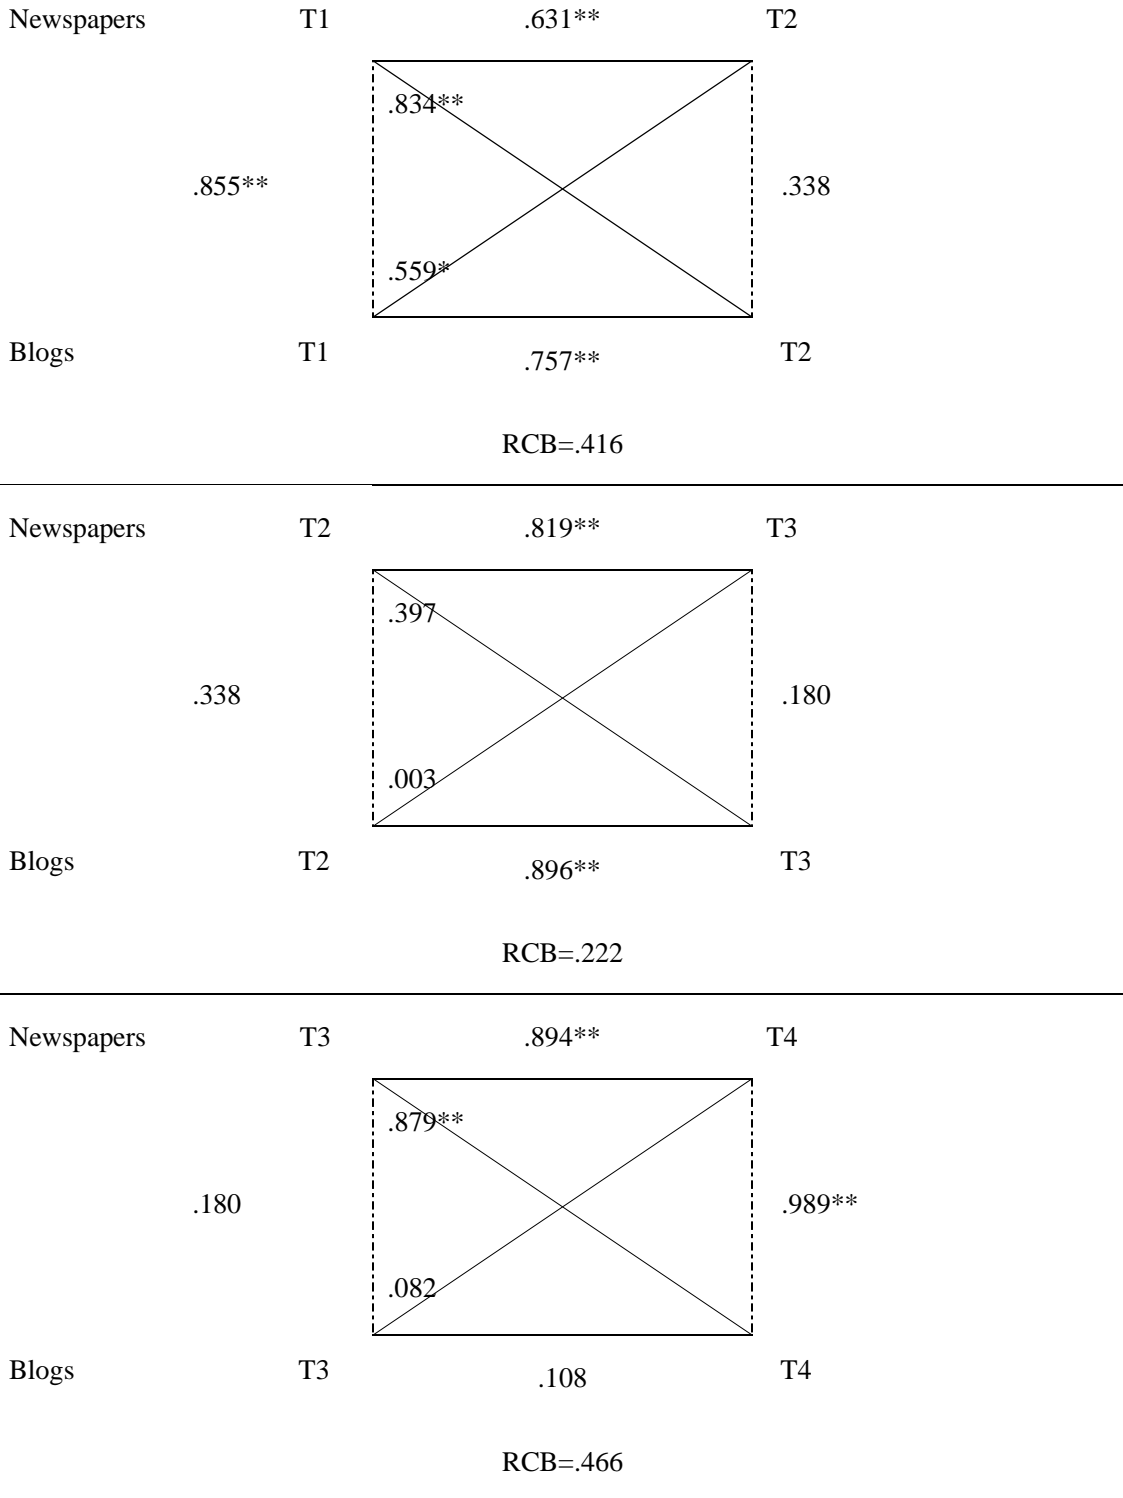 Newspapers T1 .631** T2
.834**
.855** .338
.559*
Blogs T1 .757** T2
RCB=.416
Newspapers T2 .819** T3
.397
.338 .180
.003
Blogs T2 .896** T3
RCB=.222
Newspapers T3 .894** T4
.879**
.180 .989**
.082
Blogs T3 .108 T4
RCB=.466